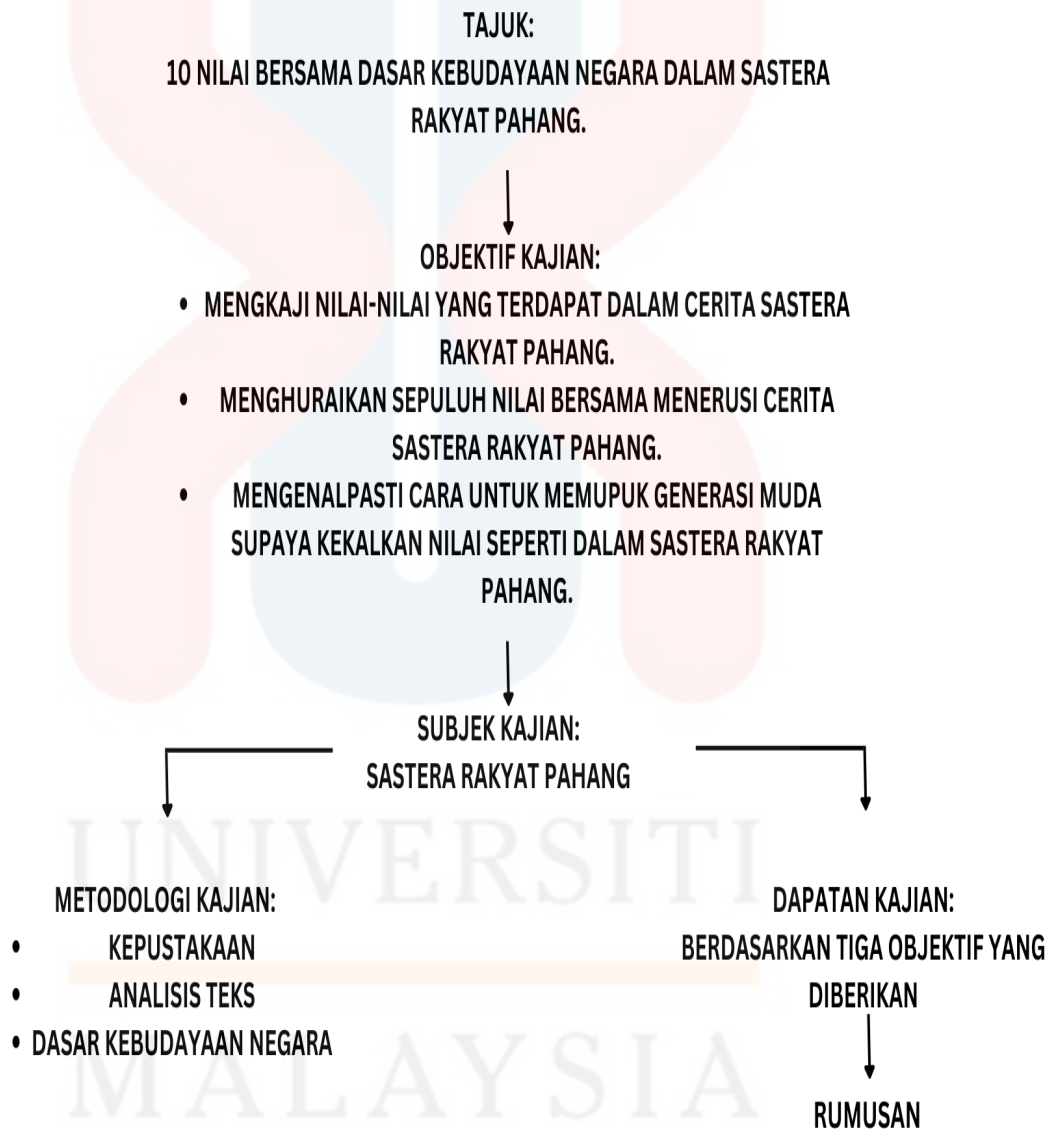 TAJUK:
10 NILAI BERSAMA DASAR KEBUDAYAAN NEGARA DALAM SASTERA
RAKYAT PAHANG.
OBJEKTIF KAJIAN:
• MENGKAJI NILAI-NILAI YANG TERDAPAT DALAM CERITA SASTERA
RAKYAT PAHANG.
• MENGHURAIKAN SEPULUH NILAI BERSAMA MENERUSI CERITA
SASTERA RAKYAT PAHANG.
• MENGENALPASTI CARA UNTUK MEMUPUK GENERASI MUDA
SUPAYA KEKALKAN NILAI SEPERTI DALAM SASTERA RAKYAT
PAHANG.
SUBJEK KAJIAN:
SASTERA RAKYAT PAHANG
METODOLOGI KAJIAN:
• KEPUSTAKAAN
• ANALISIS TEKS
• DASAR KEBUDAYAAN NEGARA
DAPATAN KAJIAN:
BERDASARKAN TIGA OBJEKTIF YANG
DIBERIKAN
RUMUSAN
UNIVERSITI
MALAYSIA